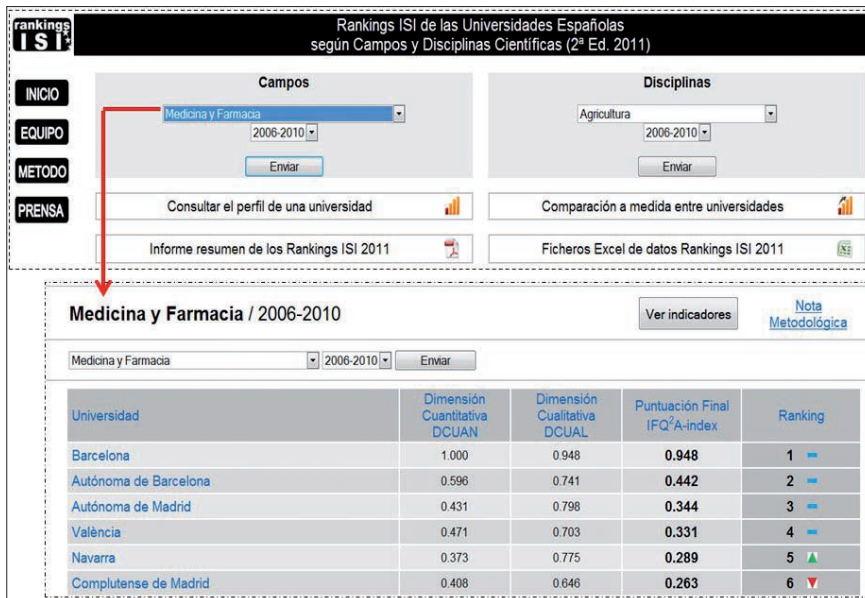 rankings
ISI
Rankings ISI de las Universidades Españolas
según Campos y Disciplinas Científicas (2ª Ed. 2011)
INICIO
EQUIPO
METODO
PRENSA
Campos
Medicina y Farmacia
2006-2010
Enviar
Disciplinas
Agricultura
2006-2010
Enviar
Consultar el perfil de una universidad
Comparación a medida entre universidades
Informe resumen de los Rankings ISI 2011
Ficheros Excel de datos Rankings ISI 2011
Medicina y Farmacia / 2006-2010
Ver indicadores
Nota
Metodológica
Medicina y Farmacia 2006-2010 Enviar
Universidad
Dimensión
Cuantitativa
DCUAN
Dimensión
Cualitativa
DCUAL
Puntuación Final
IFQ²A-index
Ranking
Barcelona 1.000 0.948 0.948 1
Autónoma de Barcelona 0.596 0.741 0.442 2
Autónoma de Madrid 0.431 0.798 0.344 3
València 0.471 0.703 0.331 4
Navarra 0.373 0.775 0.289 5
Complutense de Madrid 0.408 0.646 0.263 6